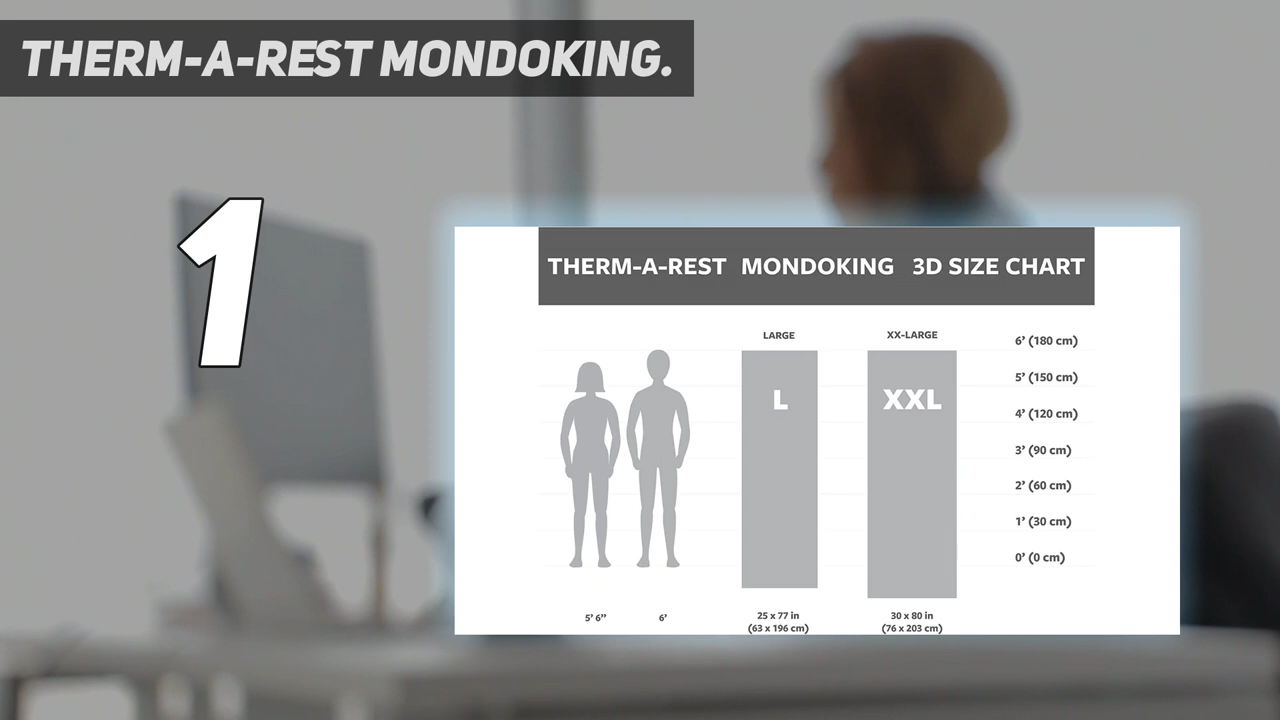 THERM-A-REST MONDOKING.
1
THERM-A-REST MONDOKING 3D SIZE CHART
LARGE
XX-LARGE
L
XXL
6’ (180 cm)
5’ (150 cm)
4’ (120 cm)
3’ (90 cm)
2’ (60 cm)
1’ (30 cm)
0’ (0 cm)
5’ 6”
6’
25 x 77 in
(63 x 196 cm)
30 x 80 in
(76 x 203 cm)